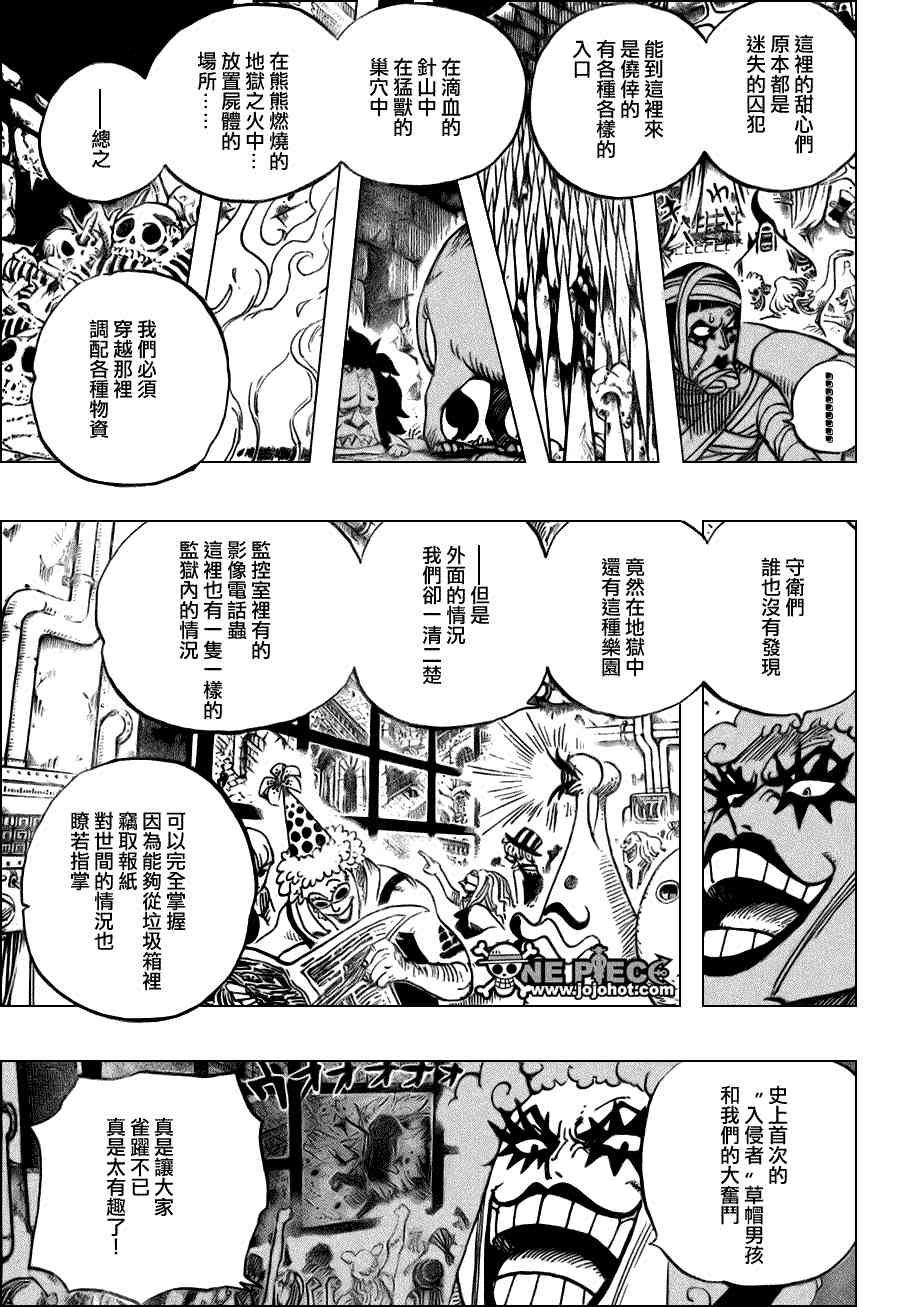 這裡的甜心們
原本都是
迷失的囚犯
能到這裡來
是僥倖的
有各種各樣的
入口
在滴血的
針山中
在猛獸的
巢穴中
在熊熊燃燒的
地獄之火中…
放置屍體的
場所……
——總之
我們必須
穿越那裡
調配各種物資
守衛們
誰也沒有發現
竟然在地獄中
還有這種樂園
——但是
外面的情況
我們卻一清二楚
監控室裡有的
影像電話蟲
這裡也有一隻一樣的
監獄內的情況
可以完全掌握
因為能夠從垃圾箱裡
竊取報紙
對世間的情況也
瞭若指掌
ONE PIECE
www.jojohot.com
史上首次的
〃入侵者〃草帽男孩
和我們的大奮鬥
ウオオオオオ
真是讓大家
雀躍不已
真是太有趣了！